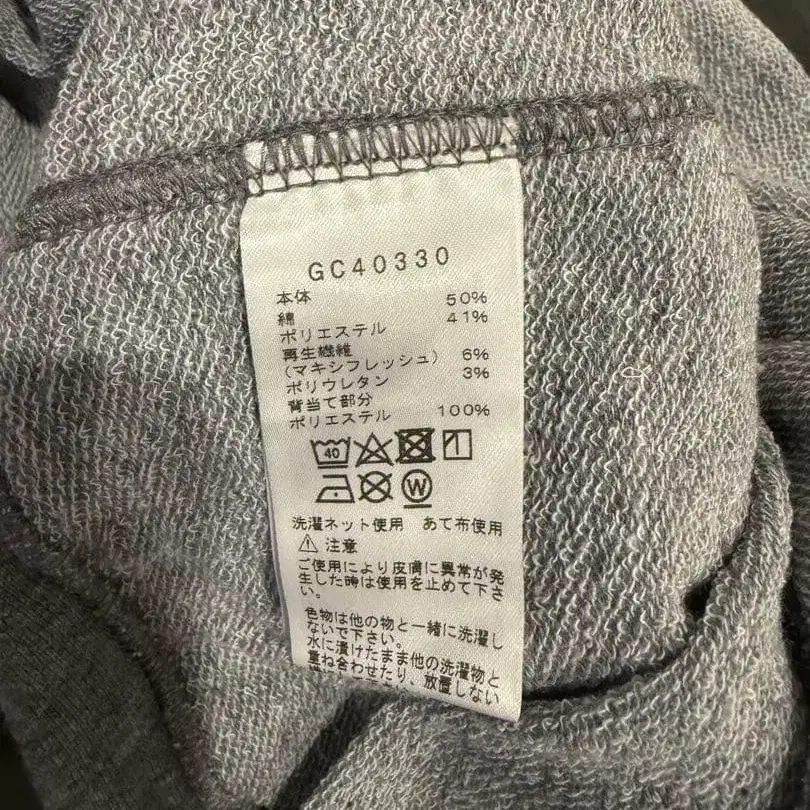 GC40330
本体 50%
綿 41%
ポリエステル
再生繊維 6%
(マキシフレッシュ) 3%
ポリウレタン
背当て部分
ポリエステル 100%
40
W
洗濯ネット使用 あて布使用
注意
ご使用により皮膚に異常が発
生した時は使用を止めて下さ
い。
色物は他の物と一緒に洗濯し
ないで下さい。
水に漬けたまま他の洗濯物と
重ね合わせたり、放置しない